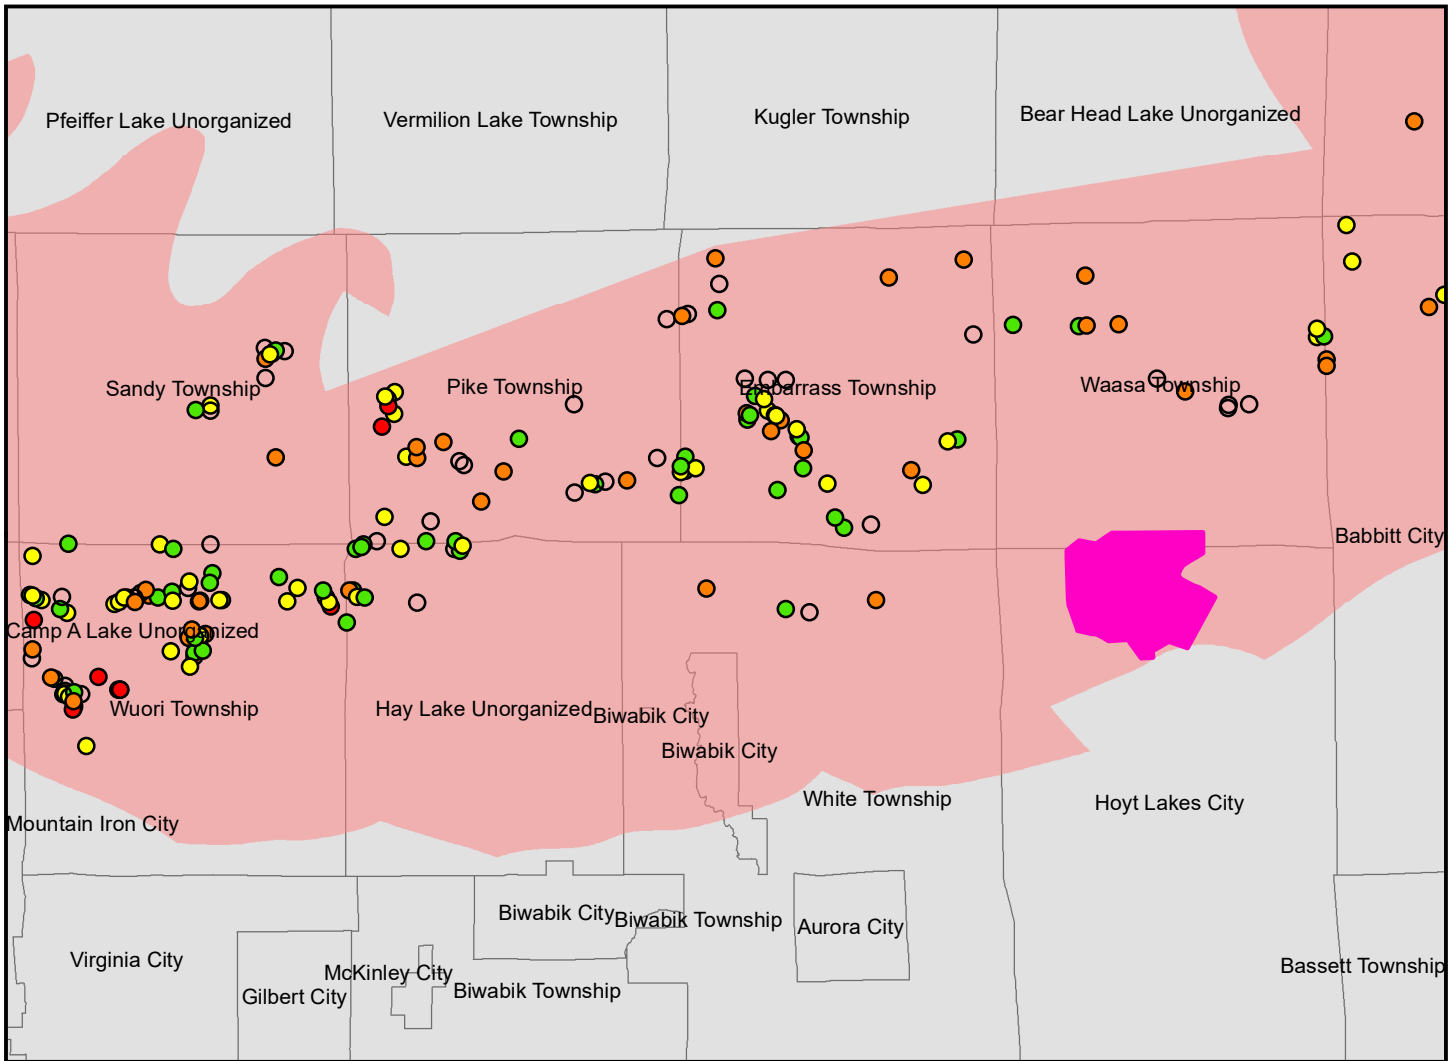 Pfeiffer Lake Unorganized
Vermilion Lake Township
Kugler Township
Bear Head Lake Unorganized
Sandy Township
Pike Township
Embarrass Township
Waasa Township
Babbitt City
Camp A Lake Unorganized
Wuori Township
Hay Lake Unorganized
Biwabik City
Biwabik City
White Township
Hoyt Lakes City
Mountain Iron City
Biwabik City
Biwabik Township
Aurora City
Virginia City
McKinley City
Gilbert City
Biwabik Township
Bassett Township